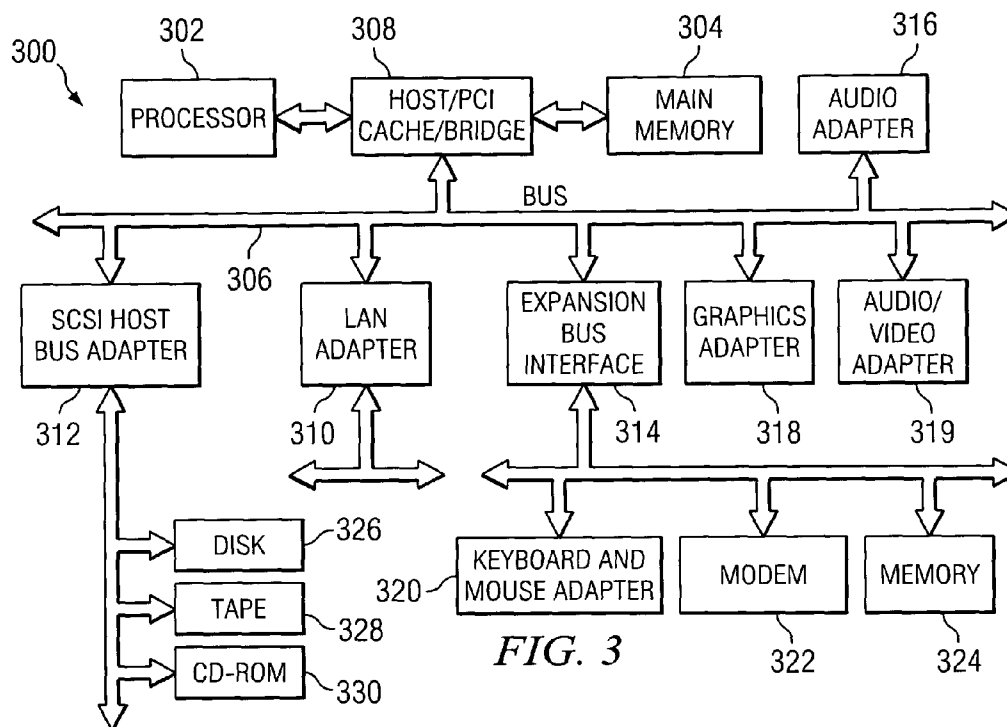 300
302
308
304
316
PROCESSOR
HOST/PCI
CACHE/BRIDGE
MAIN
MEMORY
AUDIO
ADAPTER
BUS
306
SCSI HOST
BUS ADAPTER
LAN
ADAPTER
EXPANSION
BUS
INTERFACE
GRAPHICS
ADAPTER
AUDIO/
VIDEO
ADAPTER
312
310
314
318
319
DISK
326
TAPE
328
CD-ROM
330
320
KEYBOARD AND
MOUSE ADAPTER
MODEM
MEMORY
322
324
FIG. 3